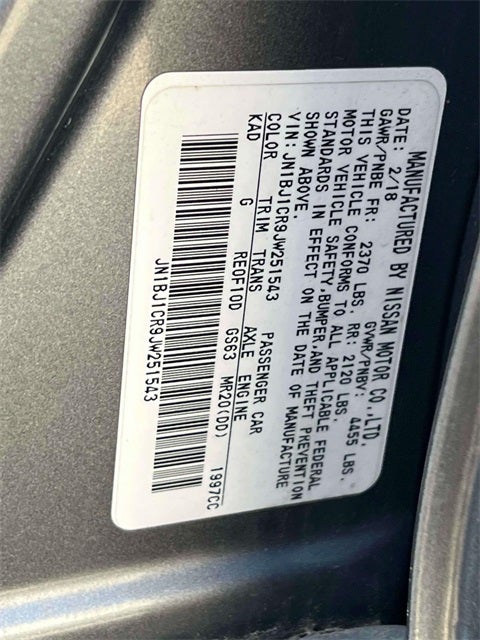 MANUFACTURED BY NISSAN MOTOR CO.,LTD.
DATE: 2/18 GVWR/PNBV: 4455 LBS.
GAWR/PNBE FR: 2370 LBS. RR: 2120 LBS.
THIS VEHICLE CONFORMS TO ALL APPLICABLE FEDERAL
MOTOR VEHICLE SAFETY,BUMPER,AND THEFT PREVENTION
STANDARDS IN EFFECT ON THE DATE OF MANUFACTURE
SHOWN ABOVE.
VIN: JN1BJ1CR9JW251543 PASSENGER CAR
COLOR TRIM TRANS AXLE ENGINE
KAD G RE0F10D GS63 MR20(DD) 1997CC
JN1BJ1CR9JW251543